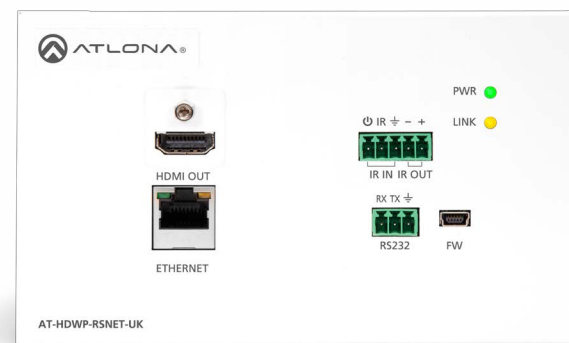 ATLONA®
HDMI OUT
ETHERNET
PWR
LINK
IR - +
IR IN IR OUT
RX TX
RS232
FW
AT-HDWP-RSNET-UK